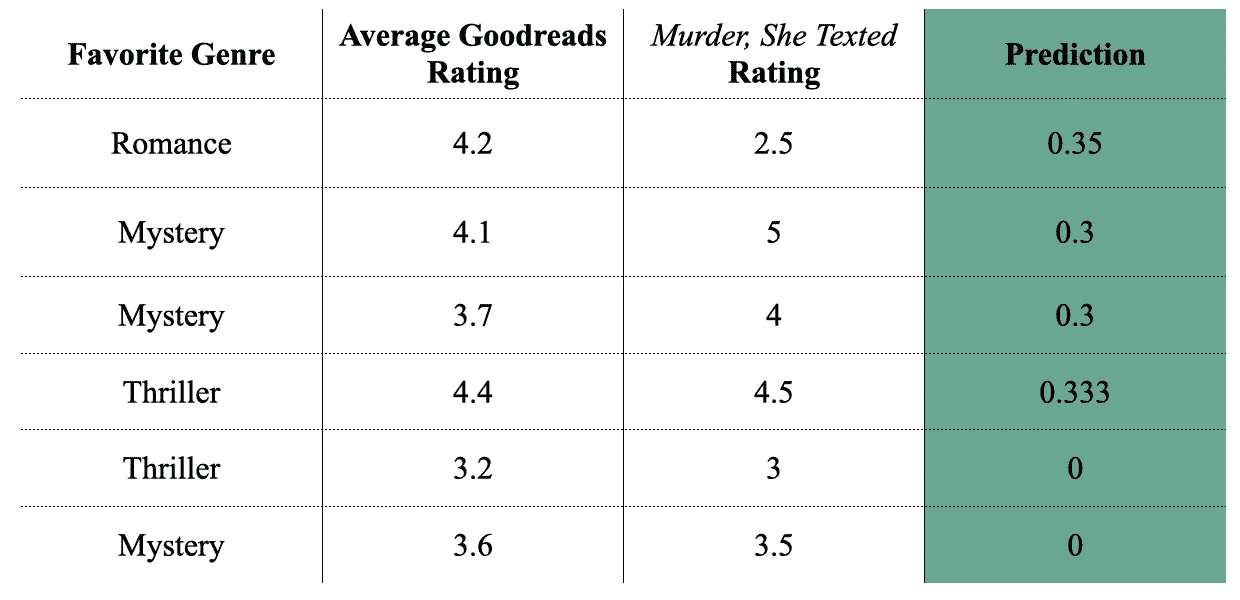 Favorite Genre Average Goodreads Rating Murder, She Texted Rating Prediction
Romance 4.2 2.5 0.35
Mystery 4.1 5 0.3
Mystery 3.7 4 0.3
Thriller 4.4 4.5 0.333
Thriller 3.2 3 0
Mystery 3.6 3.5 0